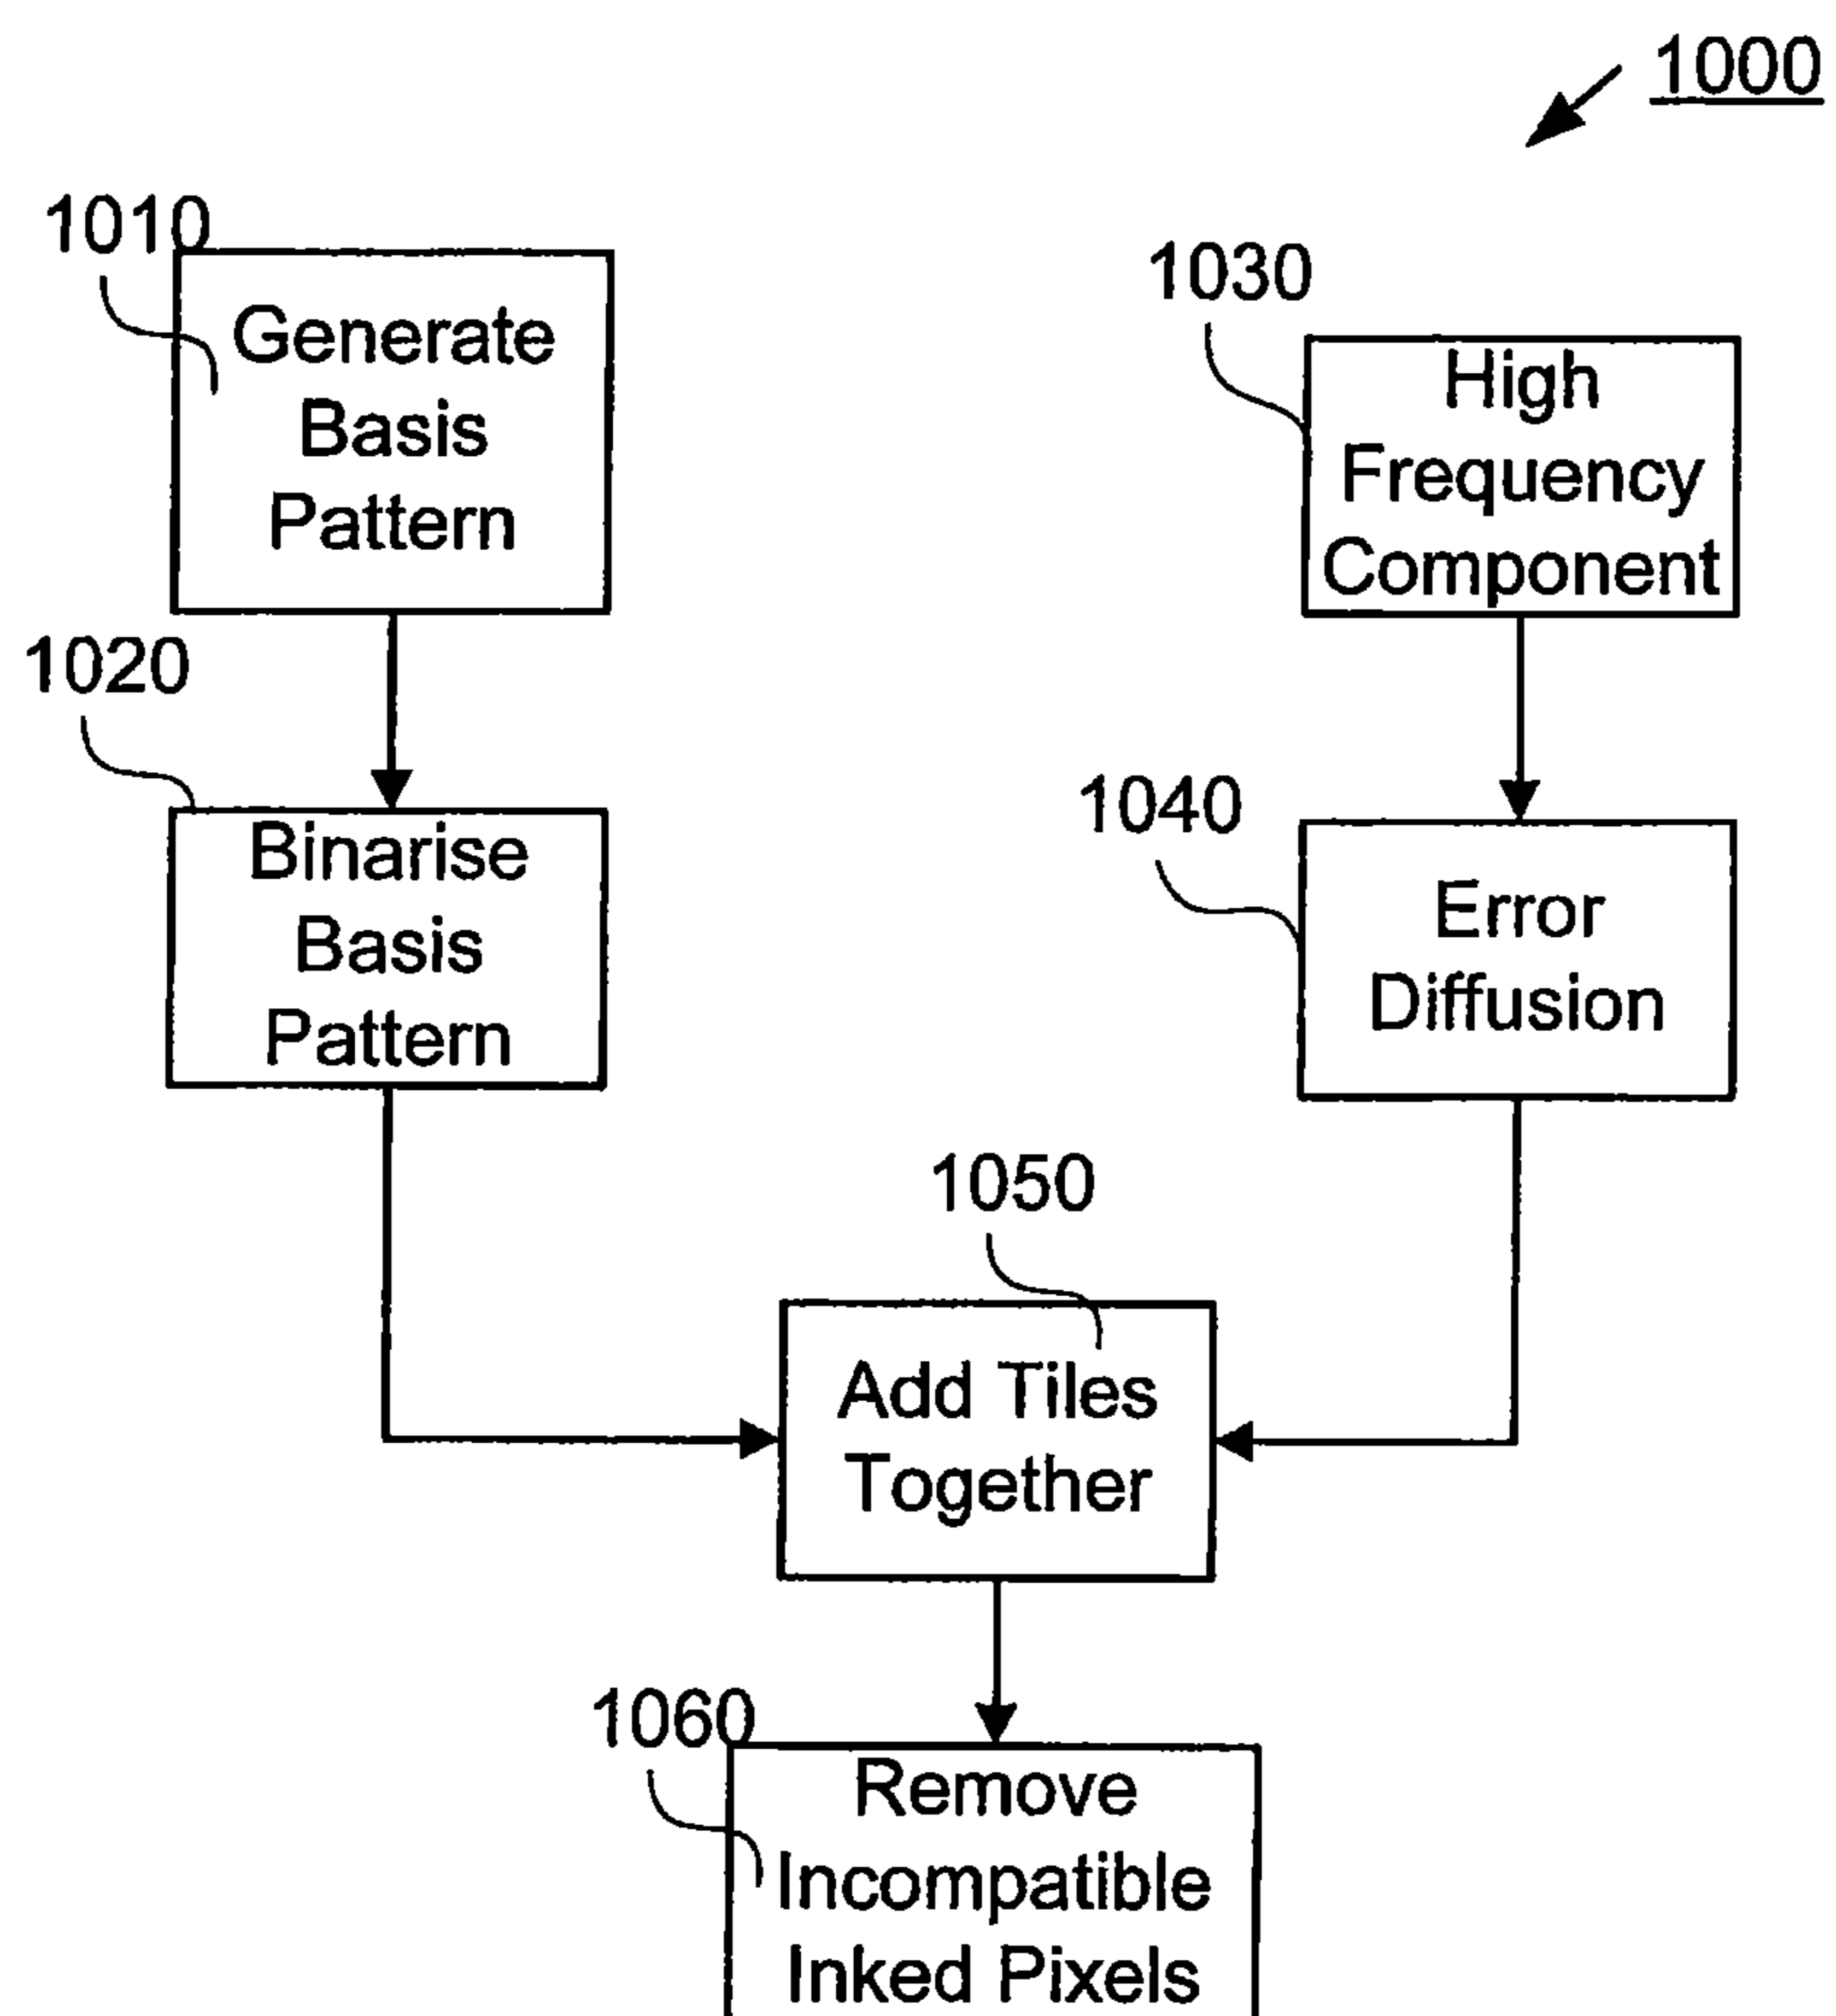 1000
1010
Generate
Basis
Pattern
1020
Binarise
Basis
Pattern
1030
High
Frequency
Component
1040
Error
Diffusion
1050
Add Tiles
Together
1060
Remove
Incompatible
Inked Pixels